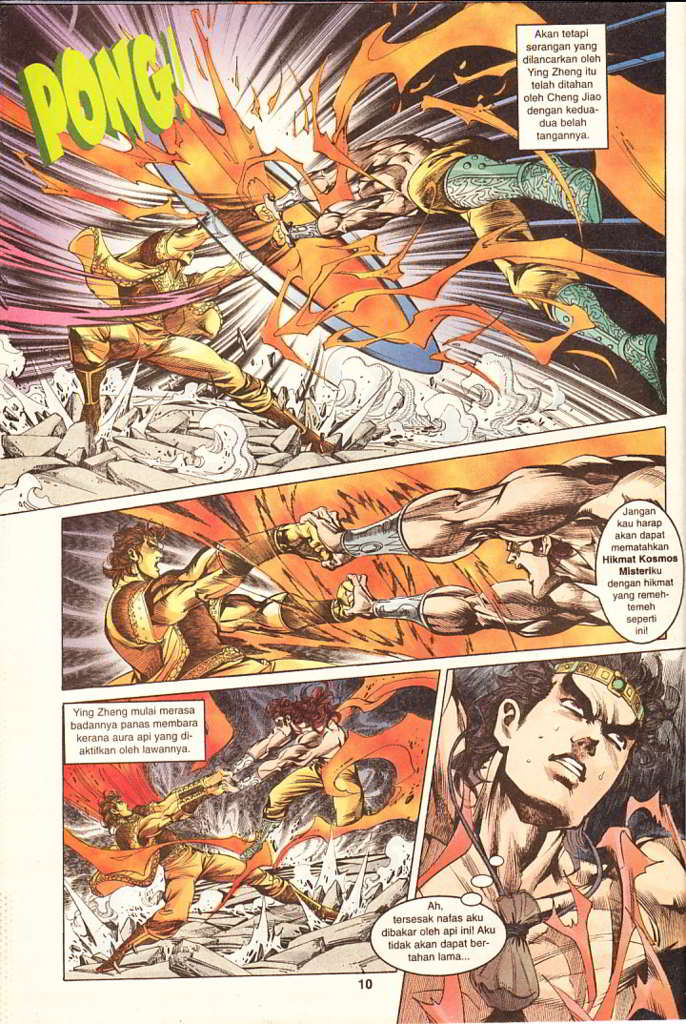 PONG!
Akan tetapi
serangan yang
dilancarkan oleh
Ying Zheng itu
telah ditahan
oleh Cheng Jiao
dengan kedua-
dua belah
tangannya.
Jangan
kau harap
akan dapat
mematahkan
Hikmat Kosmos
Misteriku
dengan hikmat
yang remeh-
temeh
seperti
ini!
Ying Zheng mulai merasa
badannya panas membara
kerana aura api yang di-
aktifkan oleh lawannya.
Ah,
tersesak nafas aku
dibakar oleh api ini! Aku
tidak akan dapat ber-
tahan lama...
10